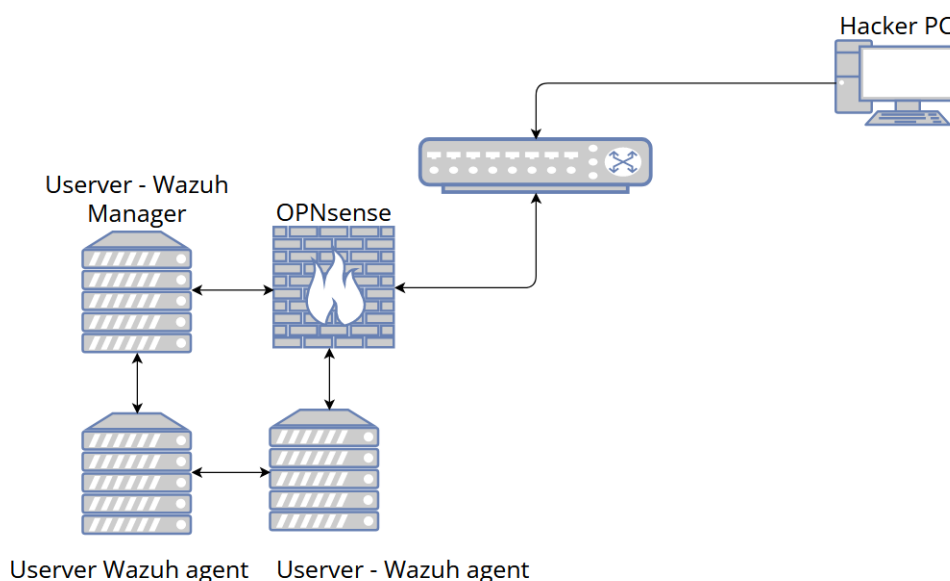 Hacker PC
Userver - Wazuh
Manager
OPNsense
Userver Wazuh agent
Userver - Wazuh agent